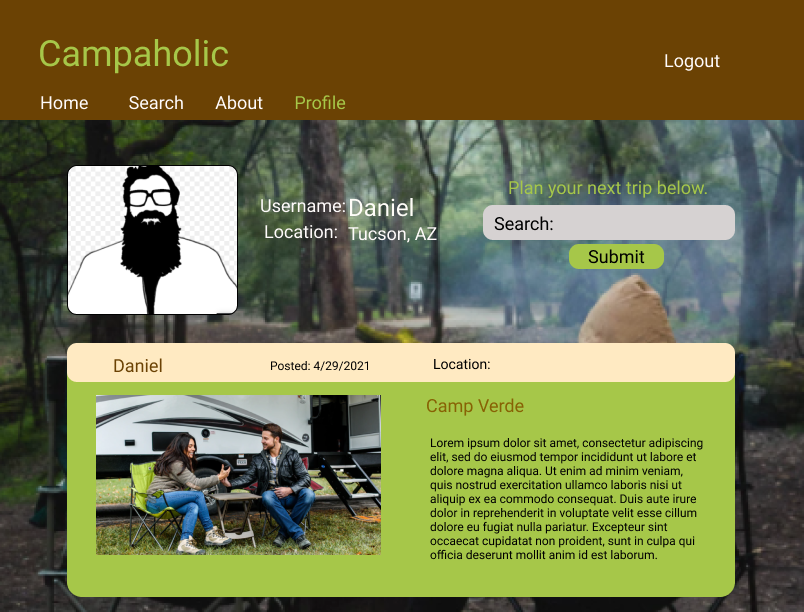 Campaholic
Logout
Home Search About Profile
Plan your next trip below.
Username: Daniel
Location: Tucson, AZ
Search:
Submit
Daniel Posted: 4/29/2021 Location:
Camp Verde
Lorem ipsum dolor sit amet, consectetur adipiscing
elit, sed do eiusmod tempor incididunt ut labore et
dolore magna aliqua. Ut enim ad minim veniam,
quis nostrud exercitation ullamco laboris nisi ut
aliquip ex ea commodo consequat. Duis aute irure
dolor in reprehenderit in voluptate velit esse cillum
dolore eu fugiat nulla pariatur. Excepteur sint
occaecat cupidatat non proident, sunt in culpa qui
officia deserunt mollit anim id est laborum.